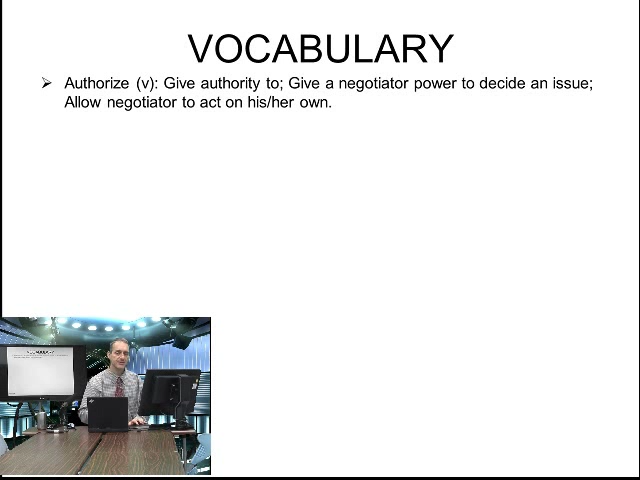 VOCABULARY
➢ Authorize (v): Give authority to; Give a negotiator power to decide an issue;
Allow negotiator to act on his/her own.
VOCABULARY